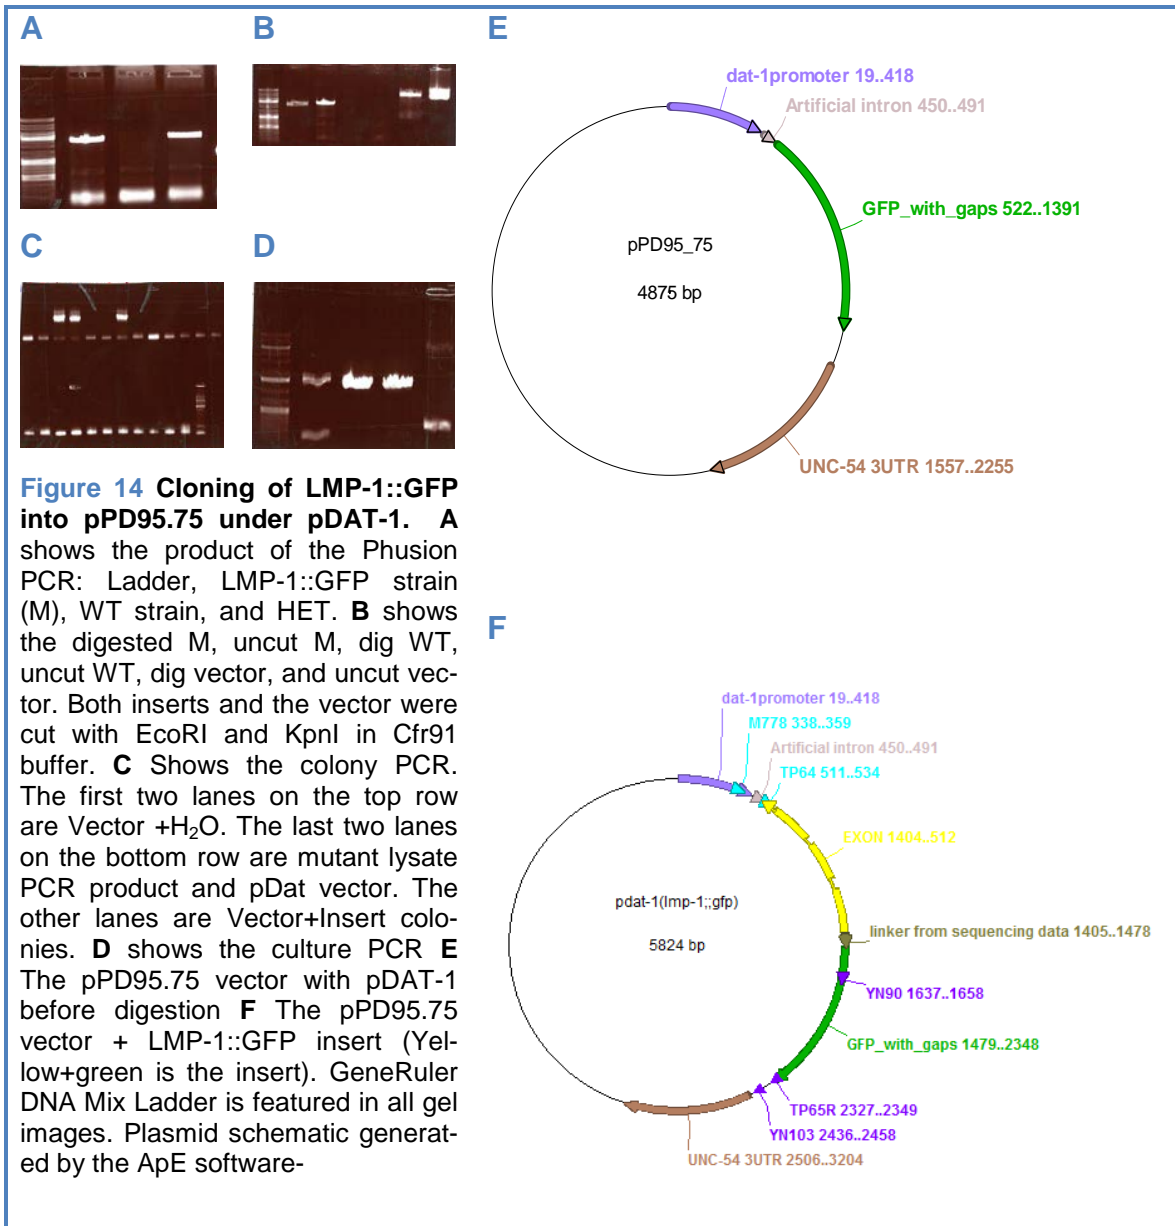 A
B
C
D
Figure 14 Cloning of LMP-1::GFP
into pPD95.75 under pDAT-1. A
shows the product of the Phusion
PCR: Ladder, LMP-1::GFP strain
(M), WT strain, and HET. B shows
the digested M, uncut M, dig WT,
uncut WT, dig vector, and uncut vec-
tor. Both inserts and the vector were
cut with EcoRI and KpnI in Cfr91
buffer. C Shows the colony PCR.
The first two lanes on the top row
are Vector +H₂O. The last two lanes
on the bottom row are mutant lysate
PCR product and pDat vector. The
other lanes are Vector+Insert colo-
nies. D shows the culture PCR E
The pPD95.75 vector with pDAT-1
before digestion F The pPD95.75
vector + LMP-1::GFP insert (Yel-
low+green is the insert). GeneRuler
DNA Mix Ladder is featured in all gel
images. Plasmid schematic generat-
ed by the ApE software-
E
dat-1promoter 19..418
Artificial intron 450..491
GFP_with_gaps 522..1391
pPD95_75
4875 bp
UNC-54 3UTR 1557..2255
F
dat-1promoter 19..418
M778 338..359
Artificial intron 450..491
TP64 511..534
EXON 1404..512
pdat-1(lmp-1;;gfp)
5824 bp
linker from sequencing data 1405..1478
YN90 1637..1658
GFP_with_gaps 1479..2348
TP65R 2327..2349
YN103 2436..2458
UNC-54 3UTR 2506..3204